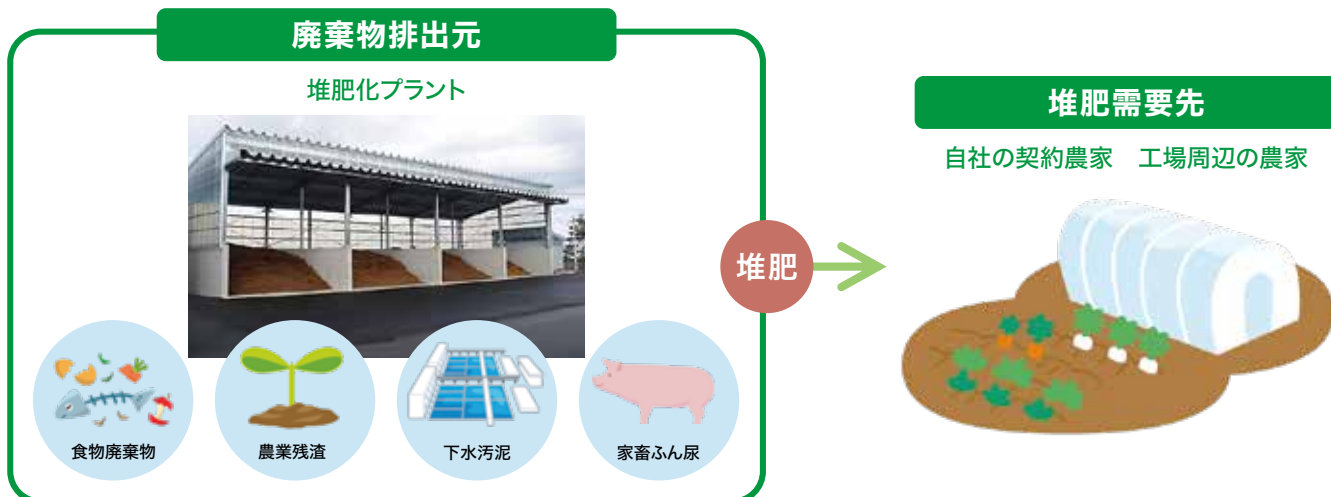 廃棄物排出元
堆肥化プラント
食物廃棄物
農業残渣
下水汚泥
家畜ふん尿
堆肥
堆肥需要先
自社の契約農家　工場周辺の農家